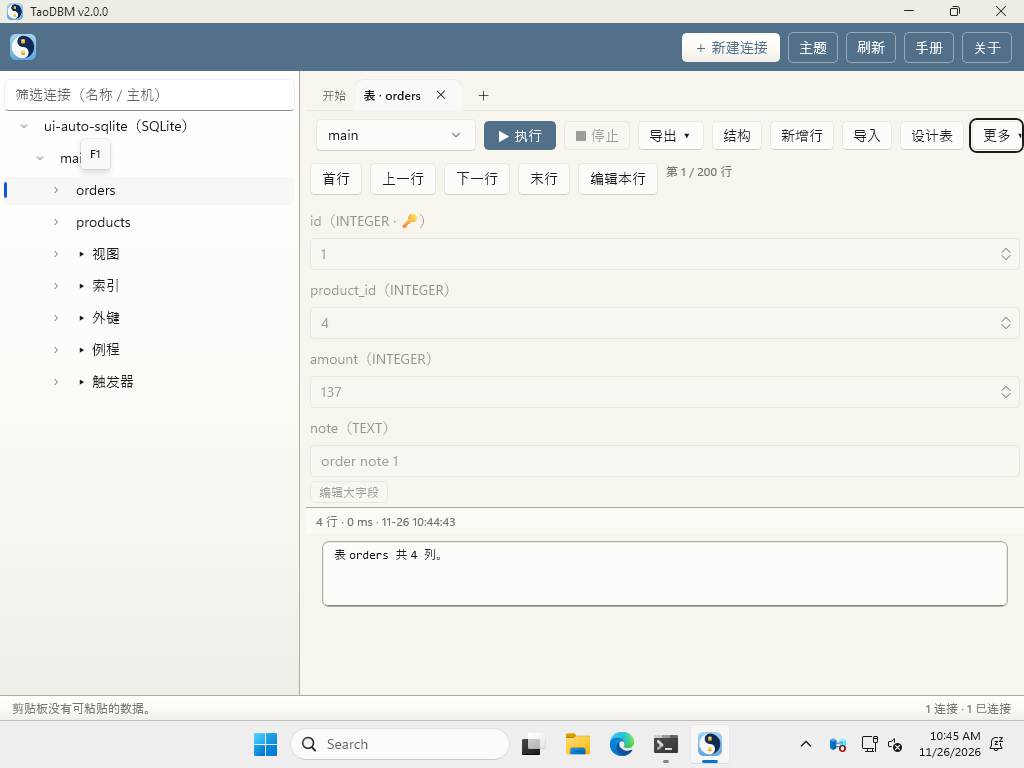 TaoDBM v2.0.0
+ 新建连接 主题 刷新 手册 关于
筛选连接（名称 / 主机）
ui-auto-sqlite（SQLite）
mai
F1
orders
products
视图
索引
外键
例程
触发器
开始 表 · orders
main 执行 停止 导出 结构 新增行 导入 设计表 更多
首行 上一行 下一行 末行 编辑本行 第 1 / 200 行
id（INTEGER · 🔑）
1
product_id（INTEGER）
4
amount（INTEGER）
137
note（TEXT）
order note 1
编辑大字段
4 行 · 0 ms · 11-26 10:44:43
表 orders 共 4 列。
剪贴板没有可粘贴的数据。
1 连接 · 1 已连接
Search
10:45 AM
11/26/2026